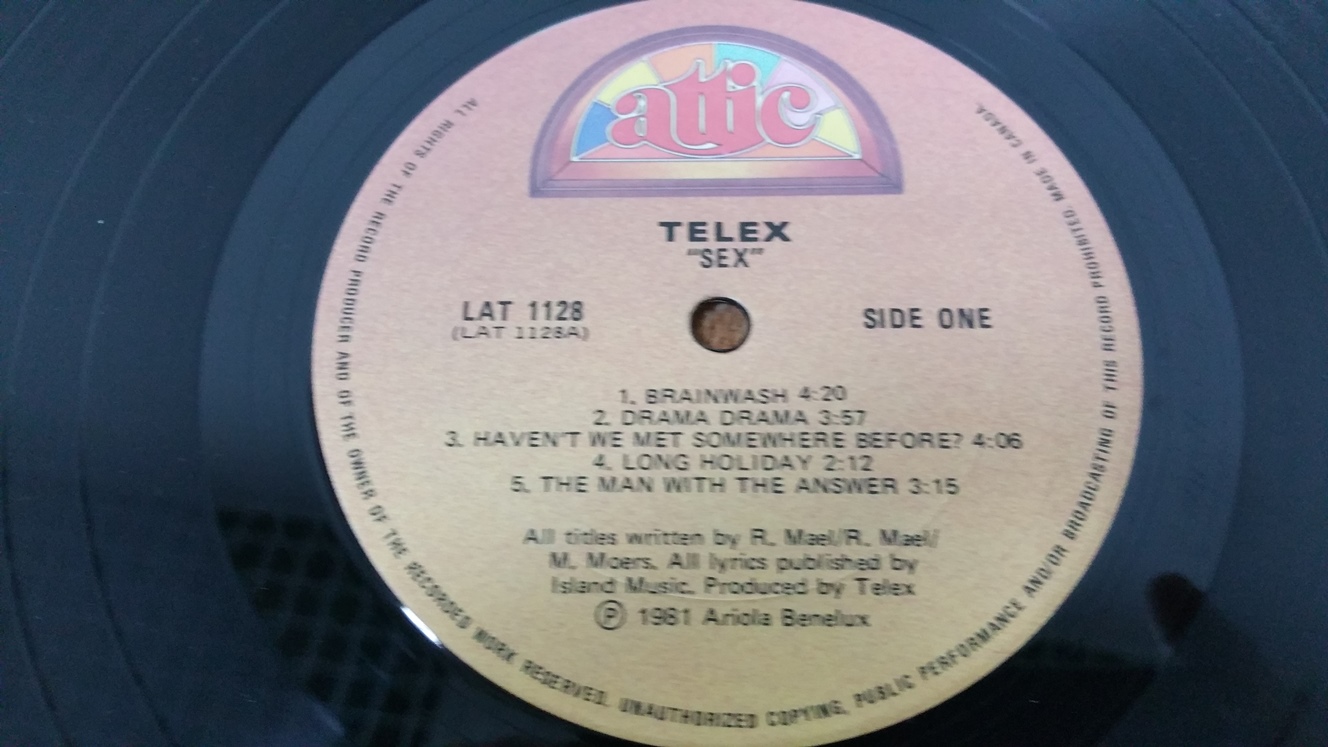 attic
TELEX
"SEX"
LAT 1128
(LAT 1128A)
SIDE ONE
1. BRAINWASH 4:20
2. DRAMA DRAMA 3:57
3. HAVEN'T WE MET SOMEWHERE BEFORE? 4:06
4. LONG HOLIDAY 2:12
5. THE MAN WITH THE ANSWER 3:15
All titles written by R. Mael/R. Mael/
M. Moers. All lyrics published by
Island Music. Produced by Telex
Ⓟ 1981 Ariola Benelux
ALL RIGHTS OF THE RECORD PRODUCER AND OF THE OWNER OF THE RECORDED WORK RESERVED. UNAUTHORIZED COPYING, PUBLIC PERFORMANCE AND/OR BROADCASTING OF THIS RECORD PROHIBITED. MADE IN CANADA.